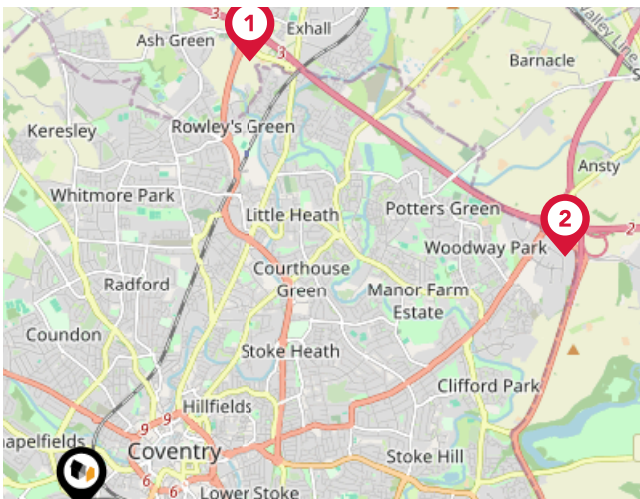 3
1
Exhall
Ash Green
3
Valley Line
Barnacle
Keresley
Rowley's Green
Ansty
Whitmore Park
Little Heath
Potters Green
2
2
Woodway Park
Courthouse
Green
Radford
Manor Farm
Estate
Coundon
Stoke Heath
Clifford Park
Hillfields
9
9
hapelfields
Coventry
Stoke Hill
6
6
Lower Stoke